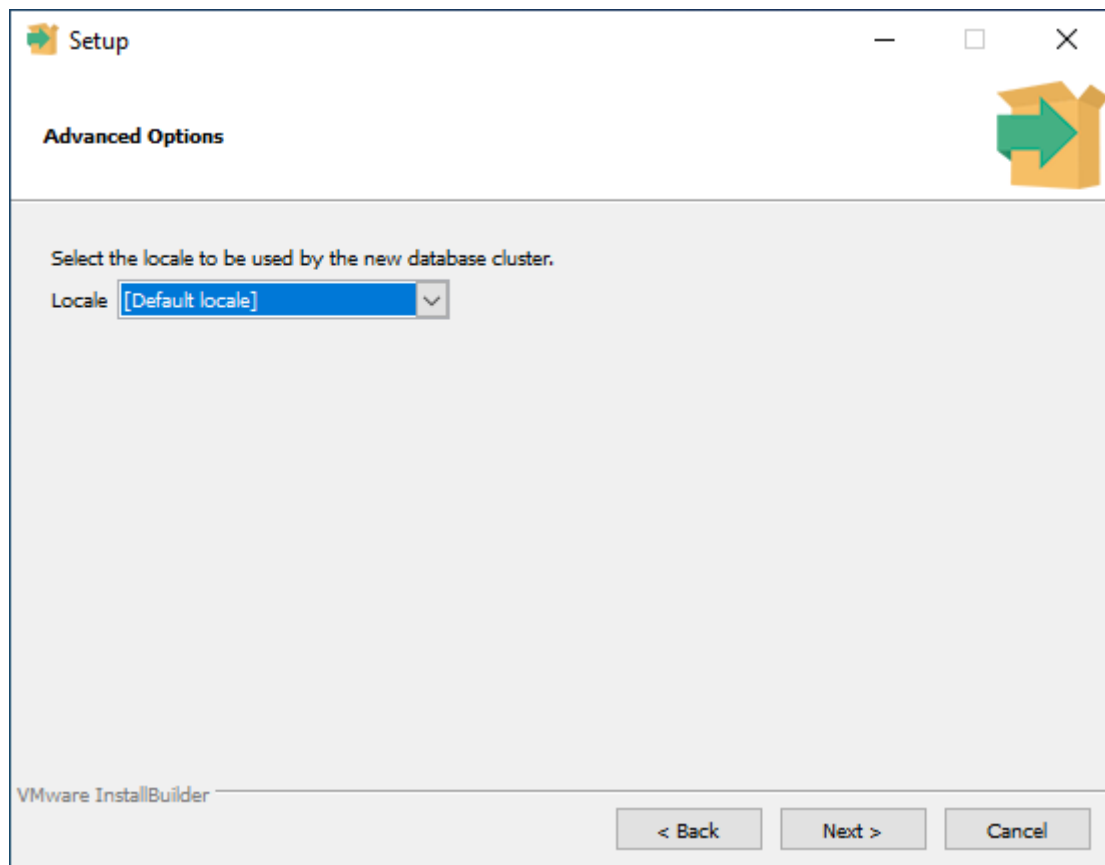 Setup
Advanced Options
Select the locale to be used by the new database cluster.
Locale [Default locale]
VMware InstallBuilder
< Back Next > Cancel